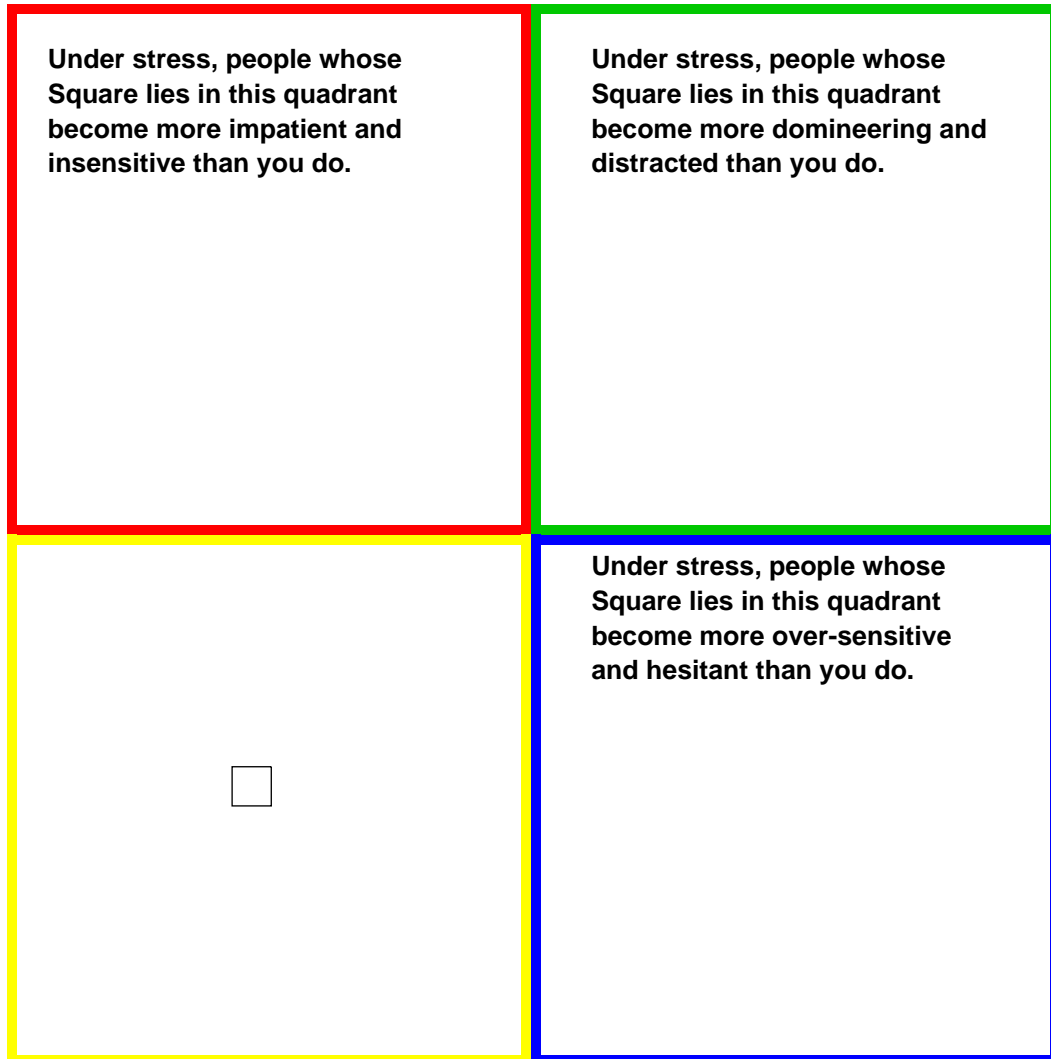 Under stress, people whose
Square lies in this quadrant
become more impatient and
insensitive than you do.
Under stress, people whose
Square lies in this quadrant
become more domineering and
distracted than you do.
Under stress, people whose
Square lies in this quadrant
become more over-sensitive
and hesitant than you do.